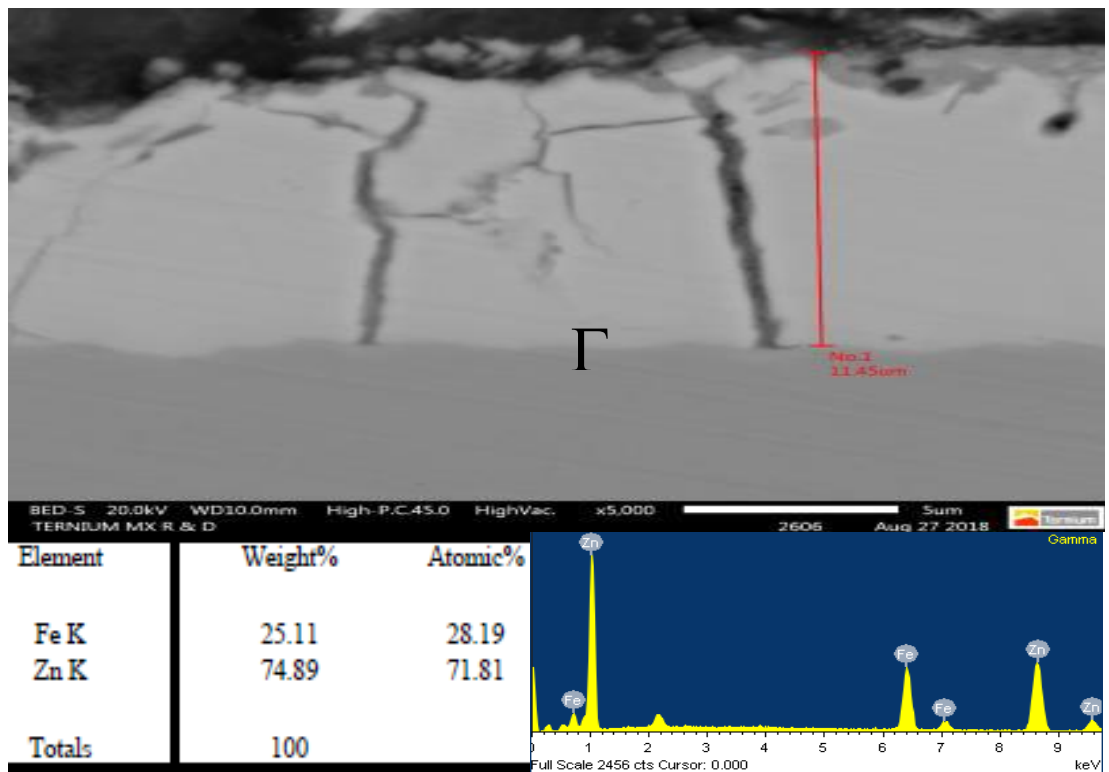 Γ
No.1
11.45um
BED-S 20.0kV WD10.0mm High-P.C.45.0 HighVac. x5,000 5um
TERNIUM MX R & D 2606 Aug 27 2018 Ternium
Element Weight% Atomic%
Fe K 25.11 28.19
Zn K 74.89 71.81
Totals 100
Gamma
Zn
Fe Zn
Fe Fe Zn
0 1 2 3 4 5 6 7 8 9
Full Scale 2456 cts Cursor: 0.000 keV